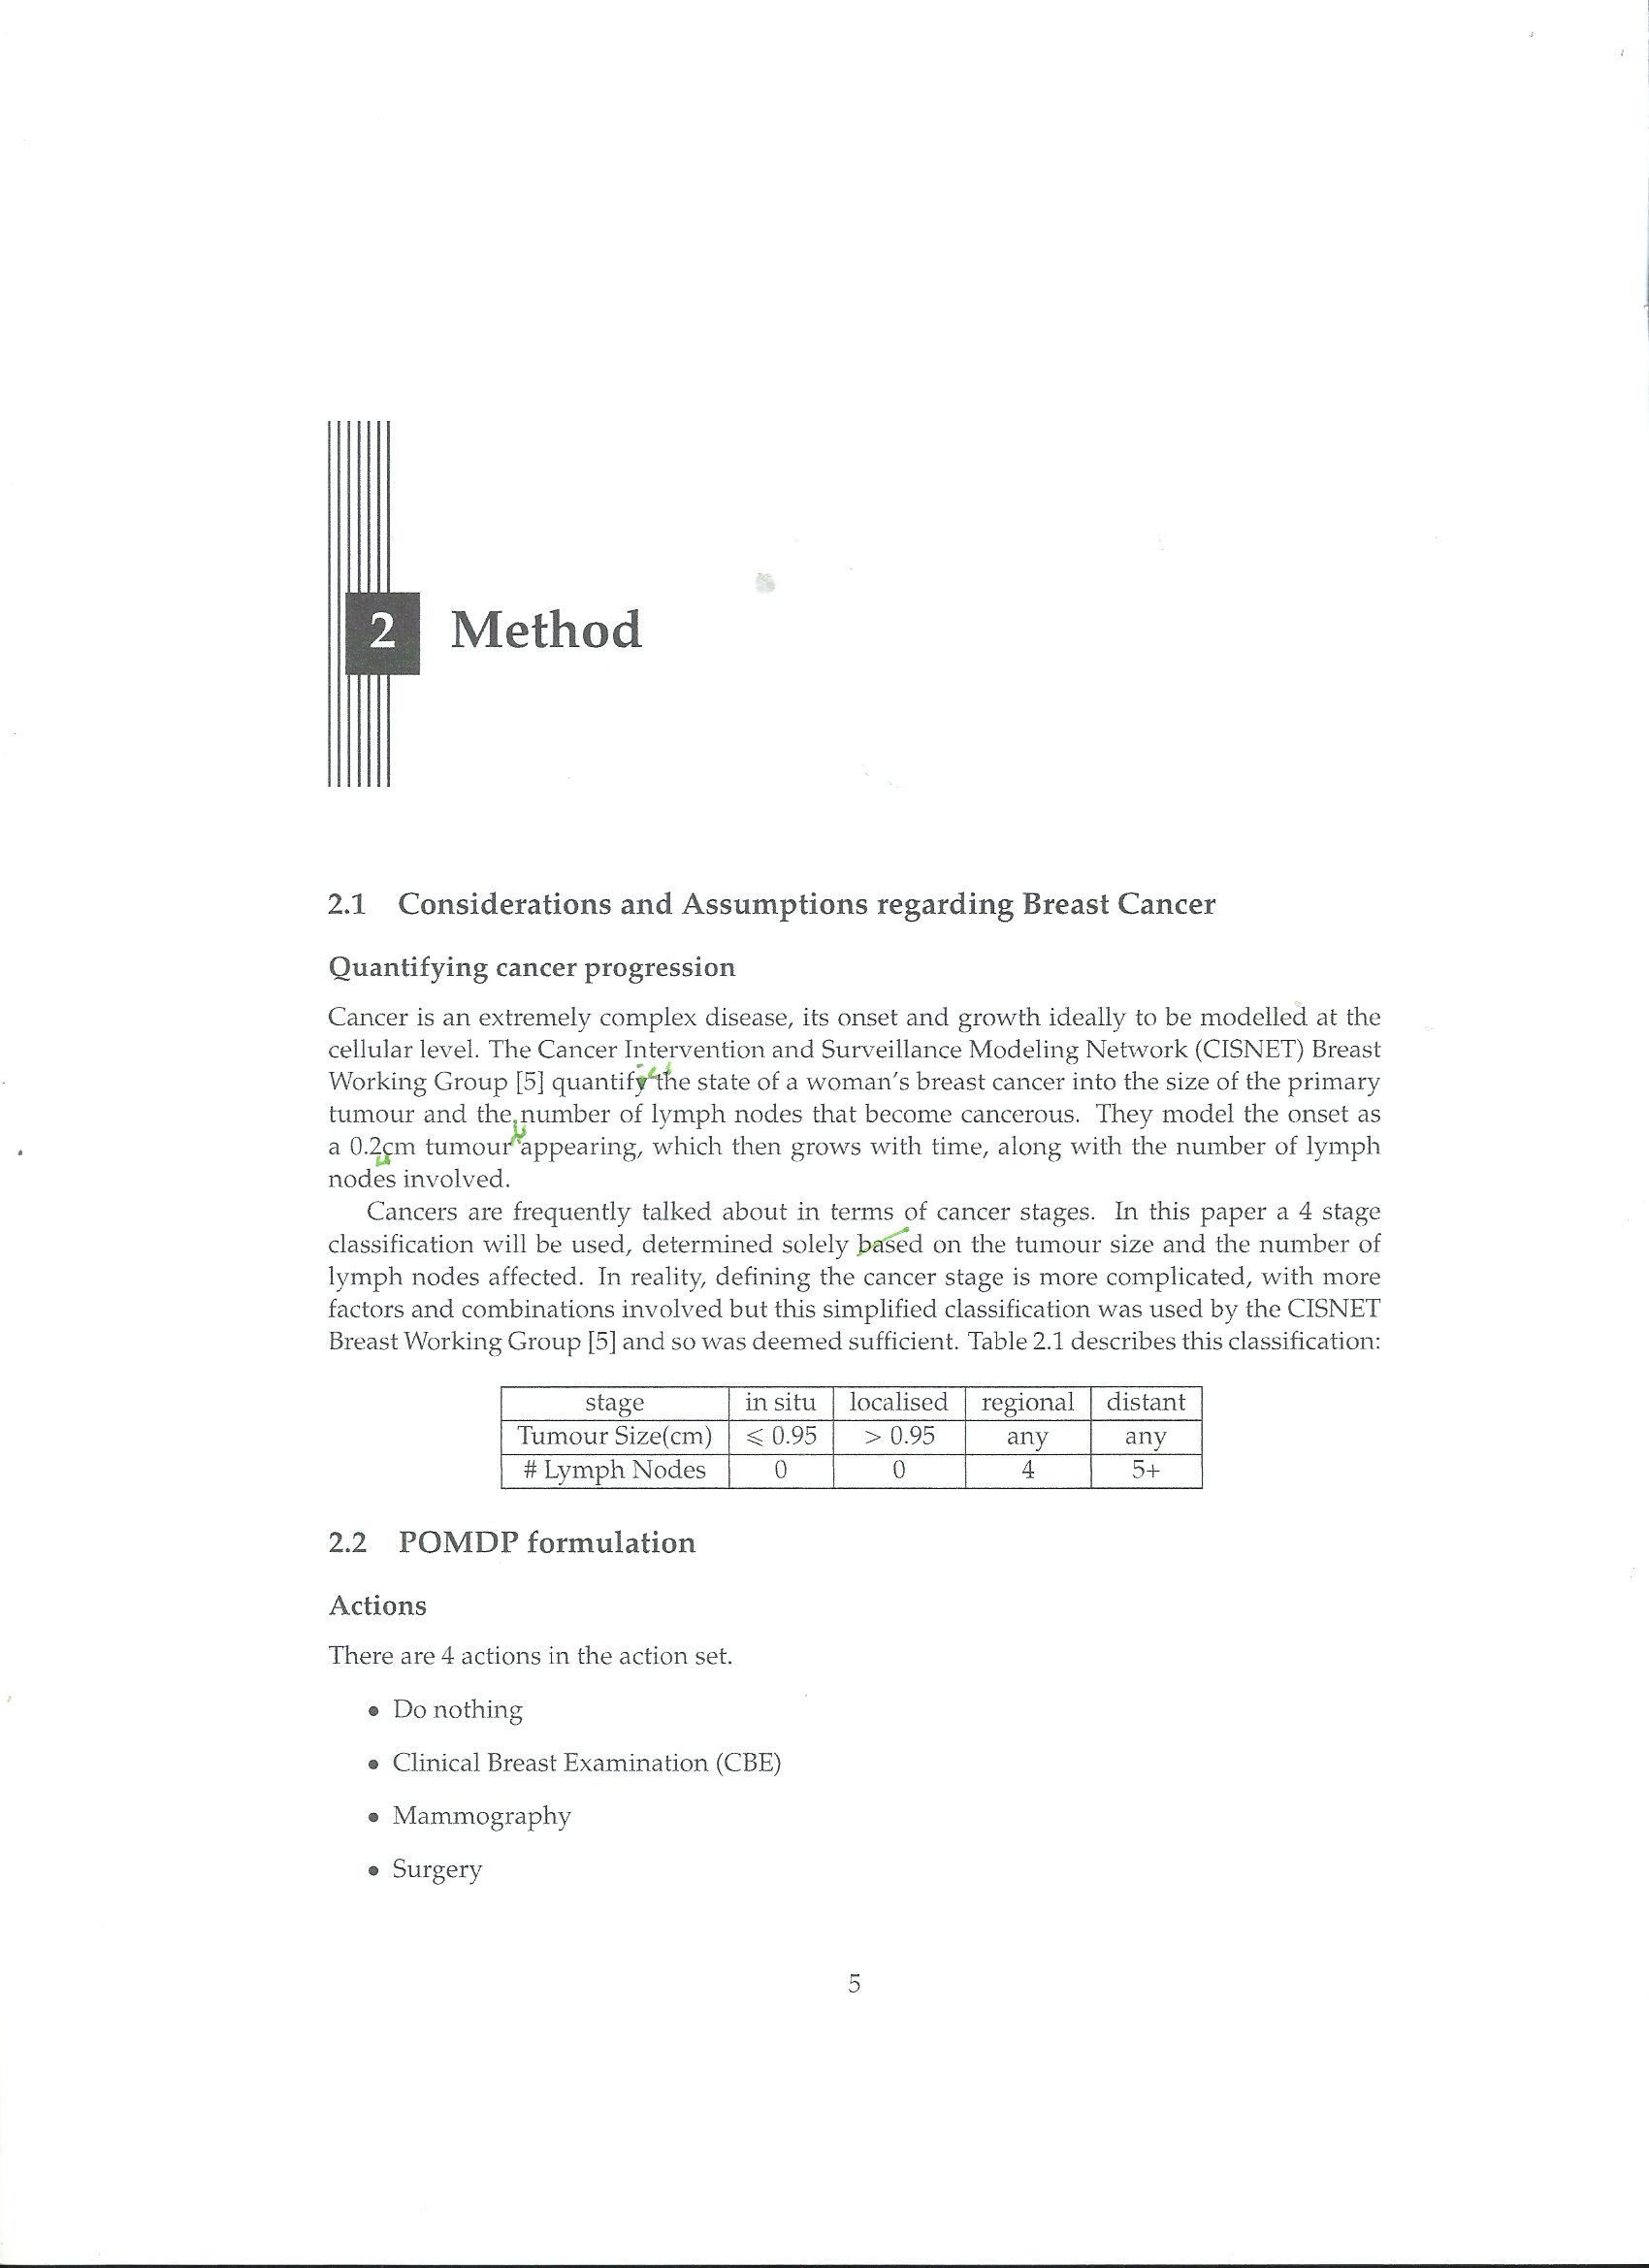 2 Method
2.1 Considerations and Assumptions regarding Breast Cancer
Quantifying cancer progression
Cancer is an extremely complex disease, its onset and growth ideally to be modelled at the
cellular level. The Cancer Intervention and Surveillance Modeling Network (CISNET) Breast
Working Group [5] quantify the state of a woman's breast cancer into the size of the primary
tumour and the number of lymph nodes that become cancerous. They model the onset as
a 0.2cm tumour appearing, which then grows with time, along with the number of lymph
nodes involved.
Cancers are frequently talked about in terms of cancer stages. In this paper a 4 stage
classification will be used, determined solely based on the tumour size and the number of
lymph nodes affected. In reality, defining the cancer stage is more complicated, with more
factors and combinations involved but this simplified classification was used by the CISNET
Breast Working Group [5] and so was deemed sufficient. Table 2.1 describes this classification:
stage in situ localised regional distant
Tumour Size(cm) ⩽ 0.95 > 0.95 any any
# Lymph Nodes 0 0 4 5+
2.2 POMDP formulation
Actions
There are 4 actions in the action set.
• Do nothing
• Clinical Breast Examination (CBE)
• Mammography
• Surgery
5